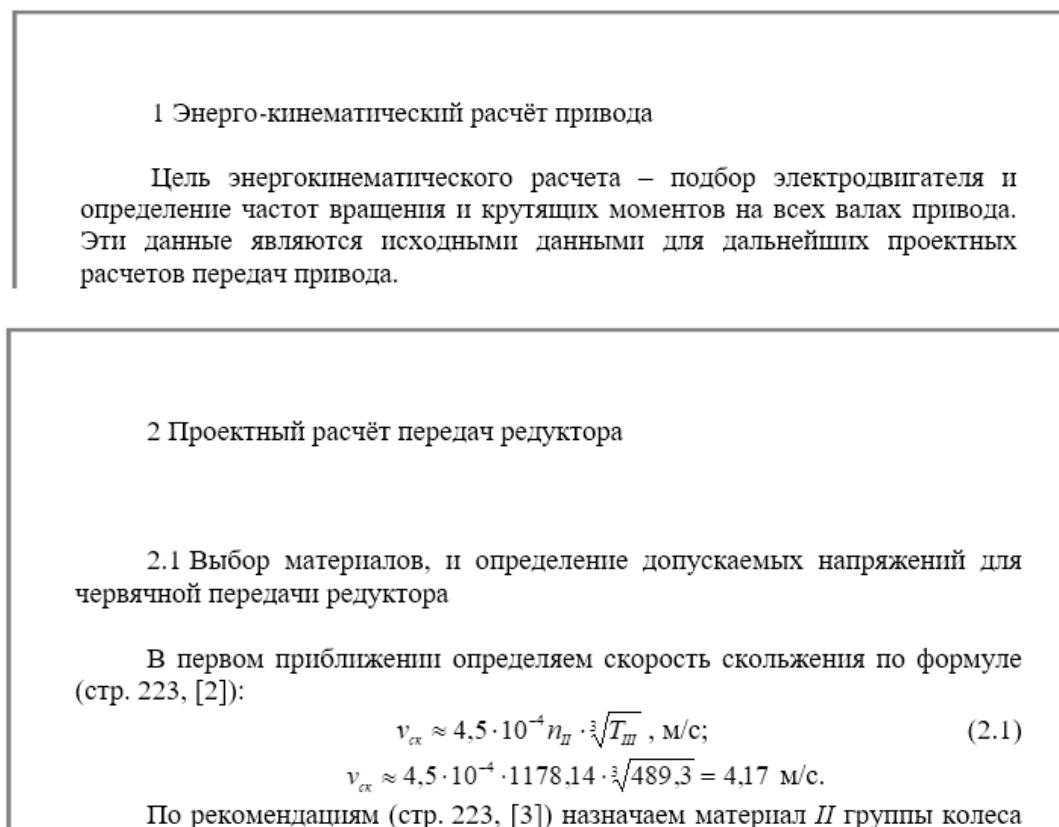 1 Энерго-кинематический расчёт привода
Цель энергокинематического расчета – подбор электродвигателя и
определение частот вращения и крутящих моментов на всех валах привода.
Эти данные являются исходными данными для дальнейших проектных
расчетов передач привода.
2 Проектный расчёт передач редуктора
2.1 Выбор материалов, и определение допускаемых напряжений для
червячной передачи редуктора
В первом приближении определяем скорость скольжения по формуле
(стр. 223, [2]):
v_ск ≈ 4,5·10⁻⁴ n_II · ∛T_III , м/с; (2.1)
v_ск ≈ 4,5·10⁻⁴ ·1178,14· ∛489,3 = 4,17 м/с.
По рекомендациям (стр. 223, [3]) назначаем материал II группы колеса